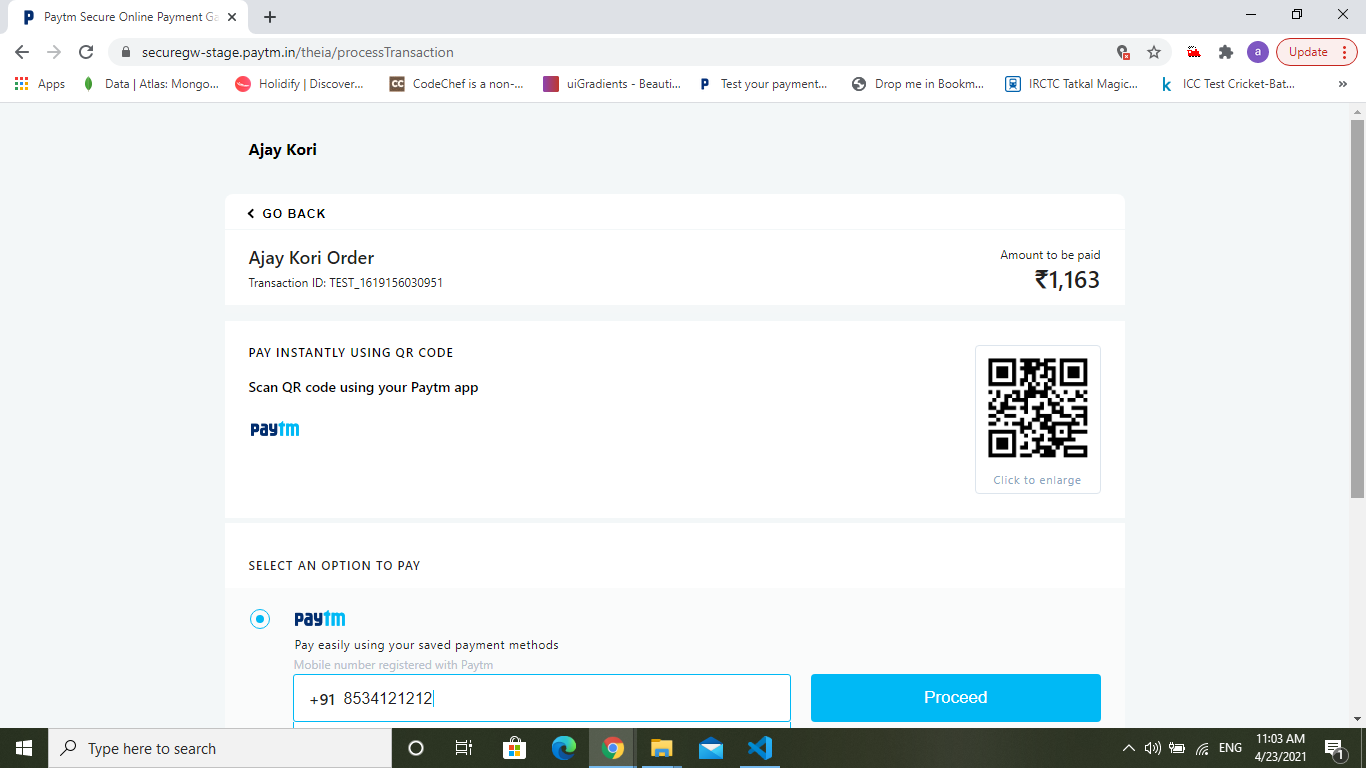 Paytm Secure Online Payment Ga
securegw-stage.paytm.in/theia/processTransaction
a
Update
Apps
Data | Atlas: Mongo...
Holidify | Discover...
CC
CodeChef is a non-...
uiGradients - Beauti...
P
Test your payment...
Drop me in Bookm...
IRCTC Tatkal Magic...
k
ICC Test Cricket-Bat...
Ajay Kori
GO BACK
Ajay Kori Order
Amount to be paid
Transaction ID: TEST_1619156030951
₹1,163
PAY INSTANTLY USING QR CODE
Scan QR code using your Paytm app
paytm
Click to enlarge
SELECT AN OPTION TO PAY
paytm
Pay easily using your saved payment methods
Mobile number registered with Paytm
+91 8534121212
Proceed
Type here to search
ENG
11:03 AM
4/23/2021
1